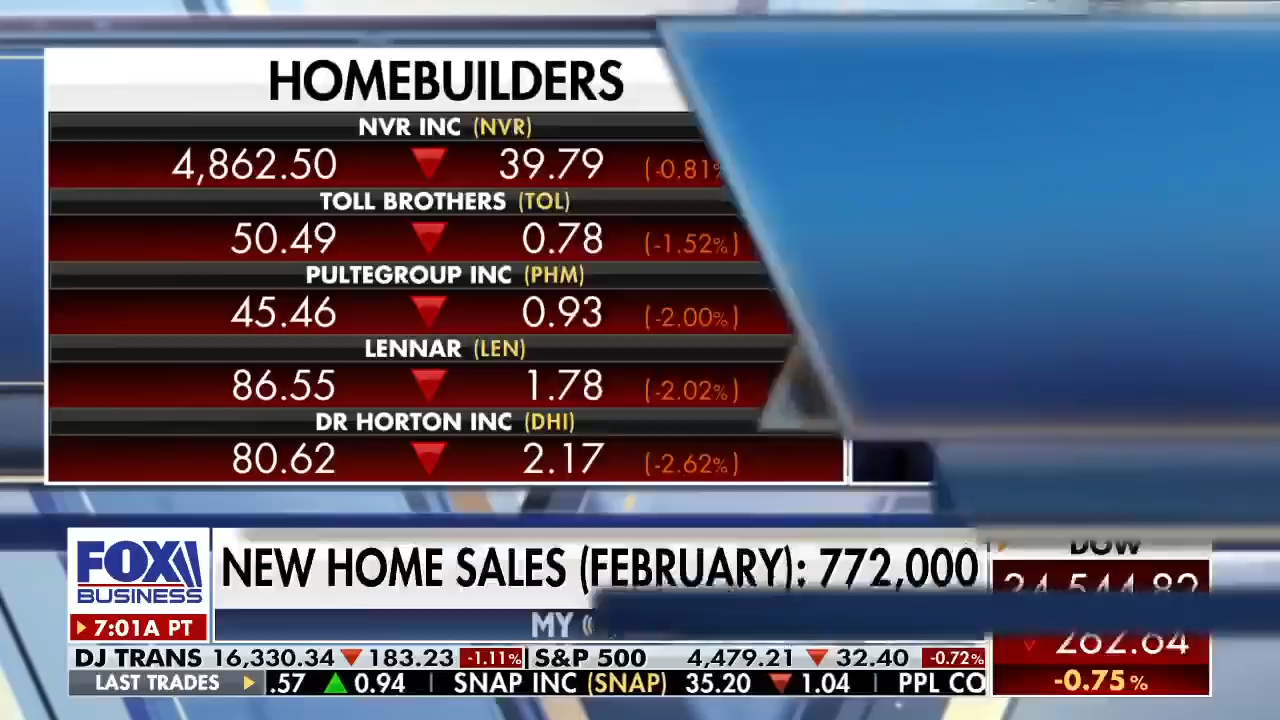 HOMEBUILDERS
NVR INC (NVR)
4,862.50 ▼ 39.79 (-0.81%
TOLL BROTHERS (TOL)
50.49 ▼ 0.78 (-1.52%)
PULTEGROUP INC (PHM)
45.46 ▼ 0.93 (-2.00%)
LENNAR (LEN)
86.55 ▼ 1.78 (-2.02%)
DR HORTON INC (DHI)
80.62 ▼ 2.17 (-2.62%)
FOX BUSINESS
7:01A PT
NEW HOME SALES (FEBRUARY): 772,000
MY
DOW
262.64
-0.75%
DJ TRANS 16,330.34 ▼ 183.23 -1.11% S&P 500 4,479.21 ▼ 32.40 -0.72%
LAST TRADES .57 ▲ 0.94 SNAP INC (SNAP) 35.20 ▼ 1.04 PPL CO